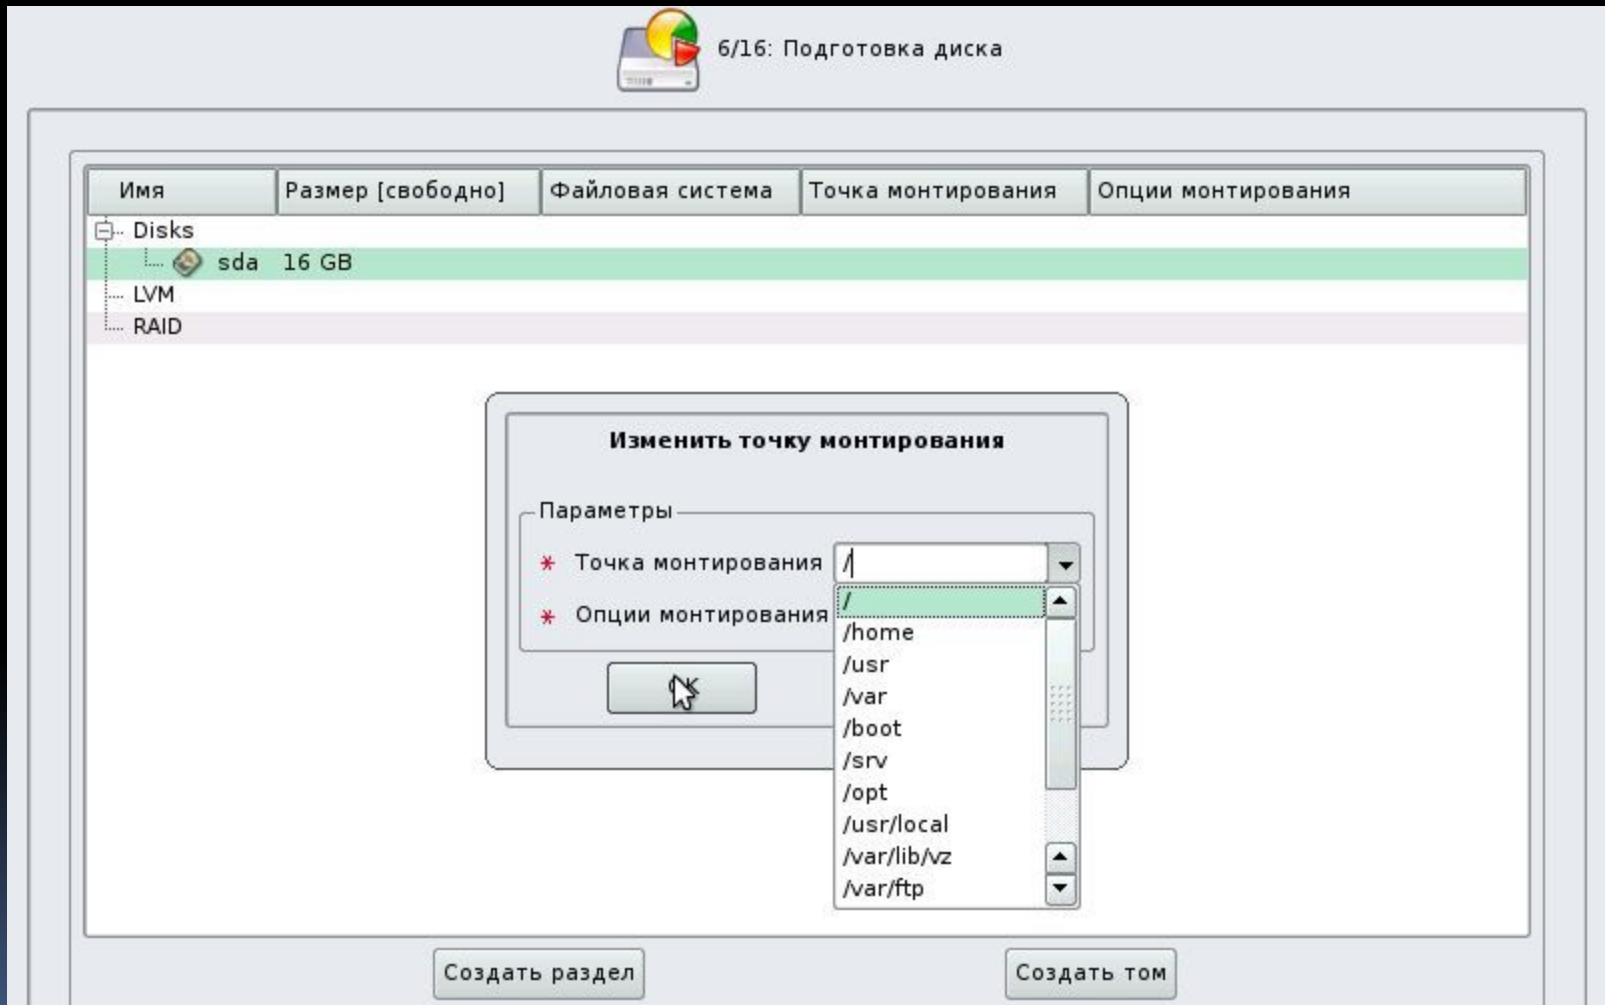 6/16: Подготовка диска
Имя Размер [свободно] Файловая система Точка монтирования Опции монтирования
Disks
sda 16 GB
LVM
RAID
Изменить точку монтирования
Параметры
* Точка монтирования /
* Опции монтирования
/
/home
/usr
/var
/boot
/srv
/opt
/usr/local
/var/lib/vz
/var/ftp
Создать раздел Создать том